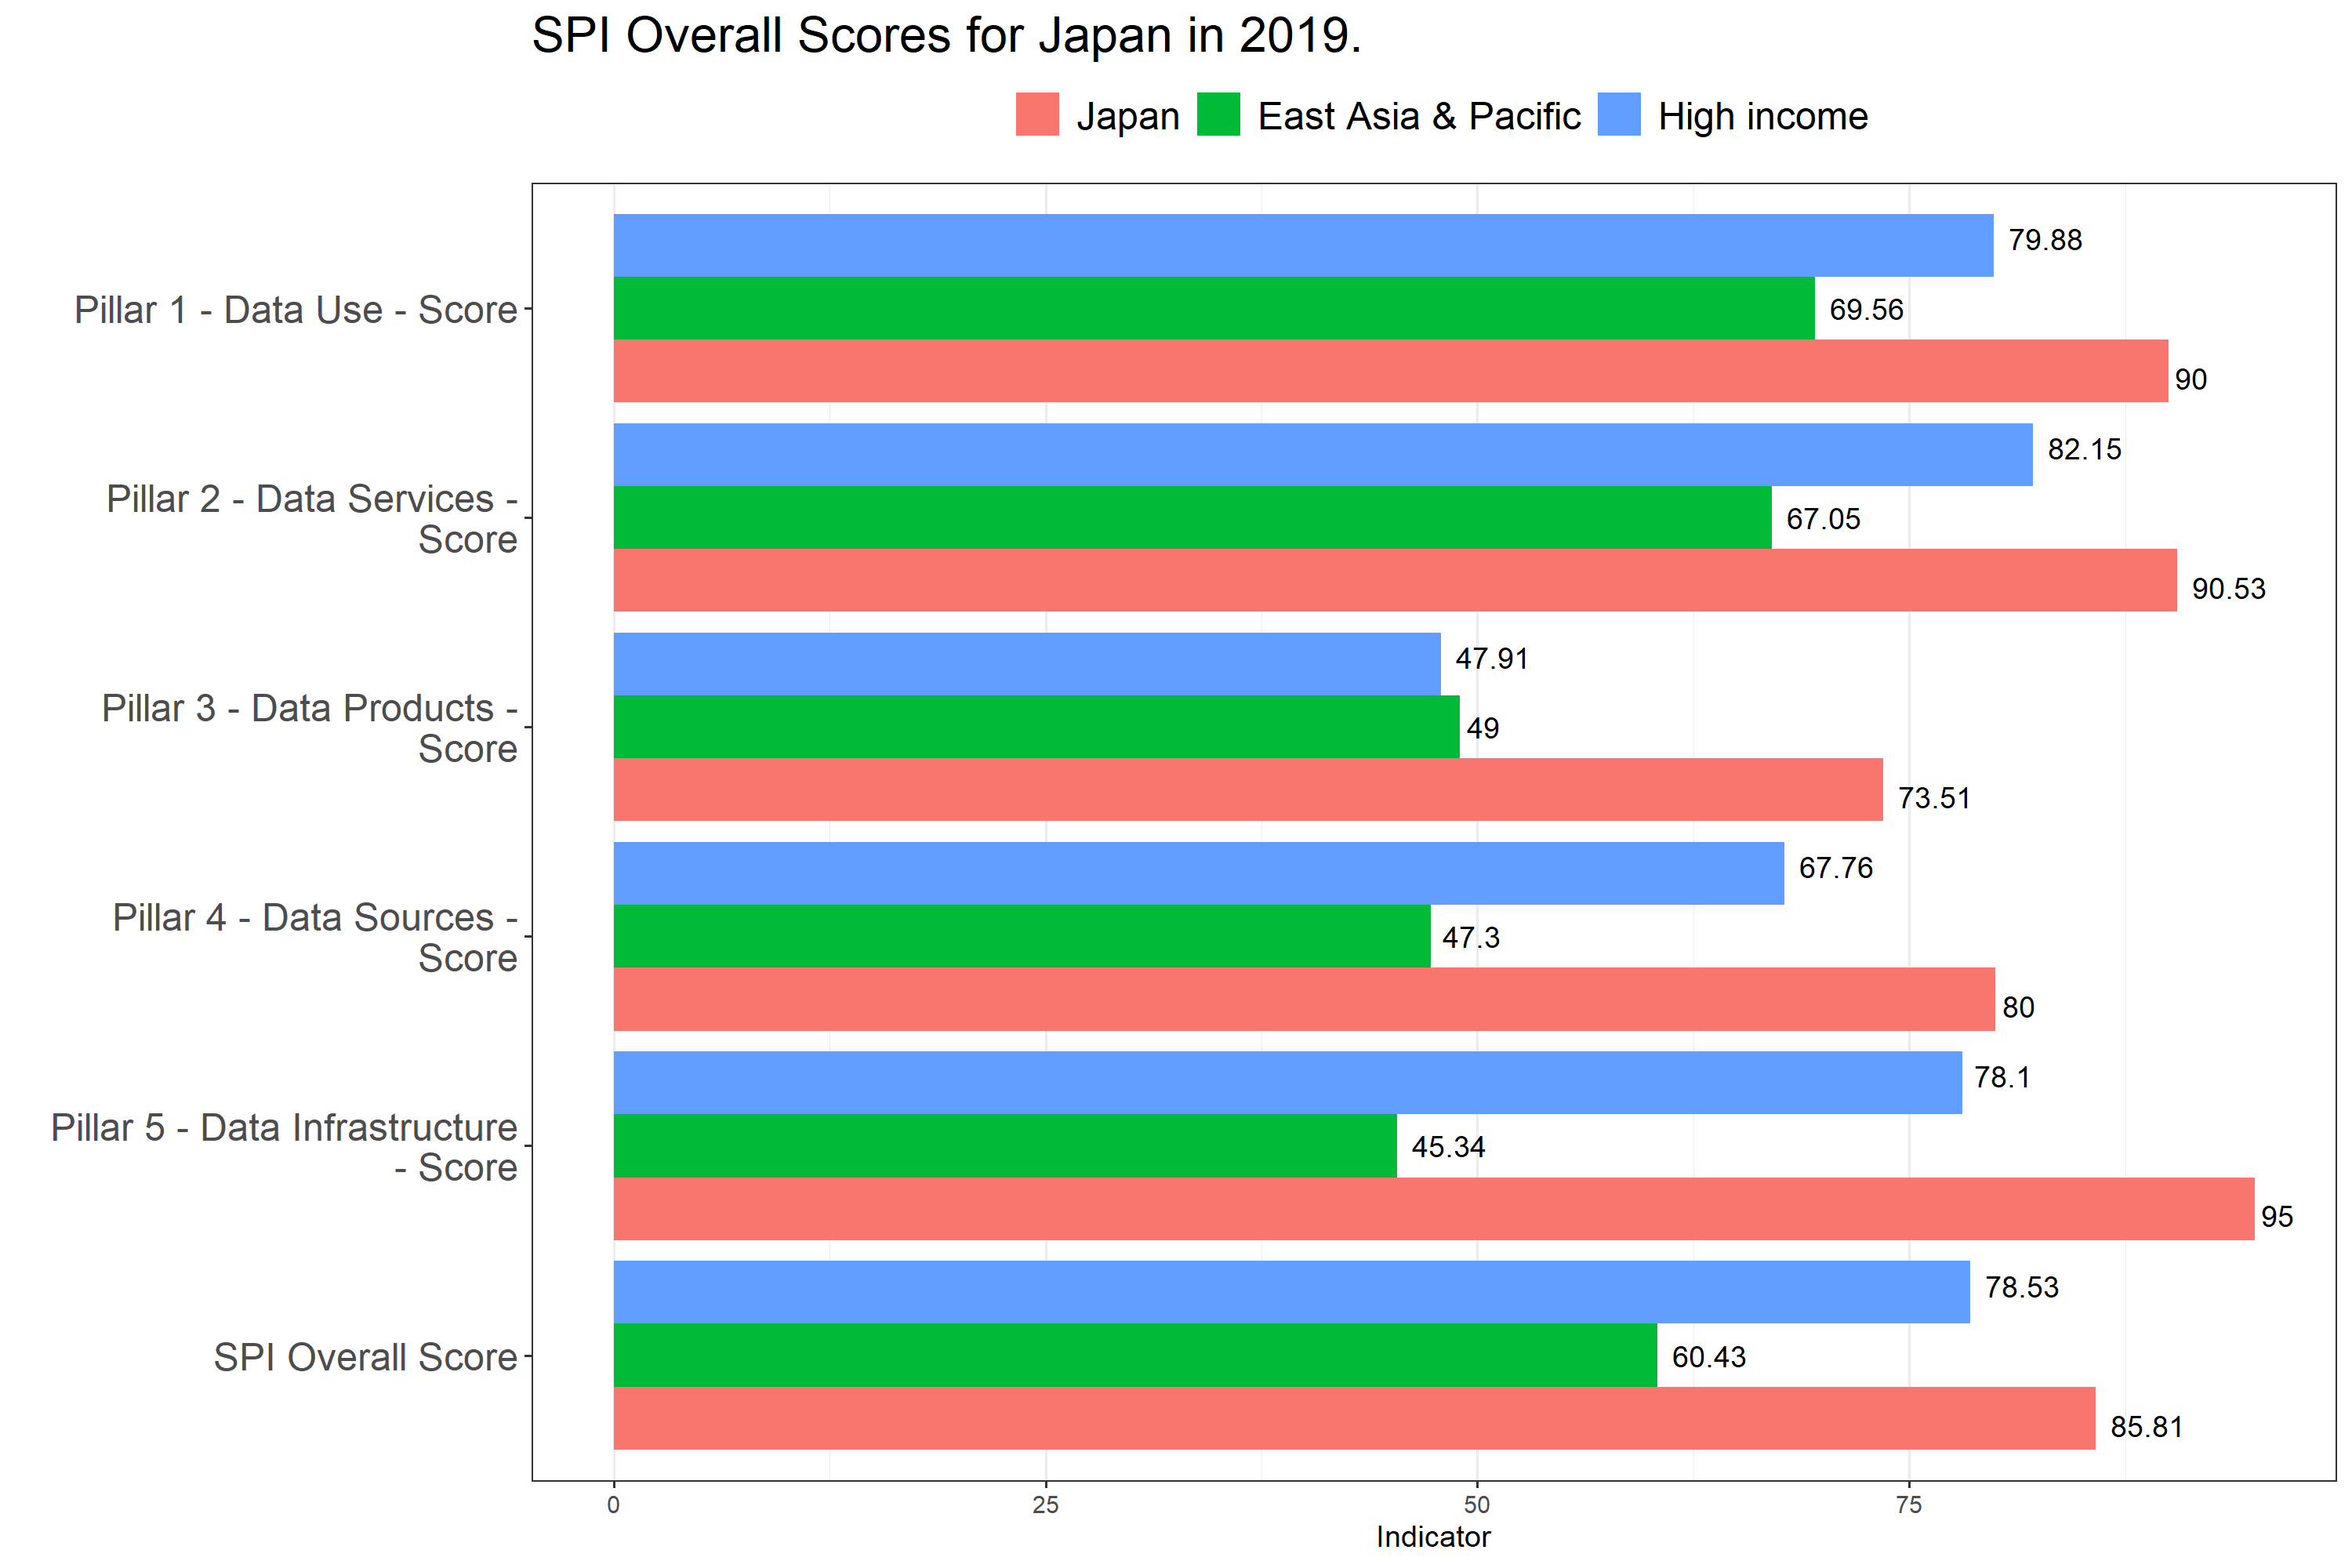 SPI Overall Scores for Japan in 2019.
Japan East Asia & Pacific High income
Pillar 1 - Data Use - Score
79.88
69.56
90
Pillar 2 - Data Services -
Score
82.15
67.05
90.53
Pillar 3 - Data Products -
Score
47.91
49
73.51
Pillar 4 - Data Sources -
Score
67.76
47.3
80
Pillar 5 - Data Infrastructure
- Score
78.1
45.34
95
SPI Overall Score
78.53
60.43
85.81
0 25 50 75
Indicator